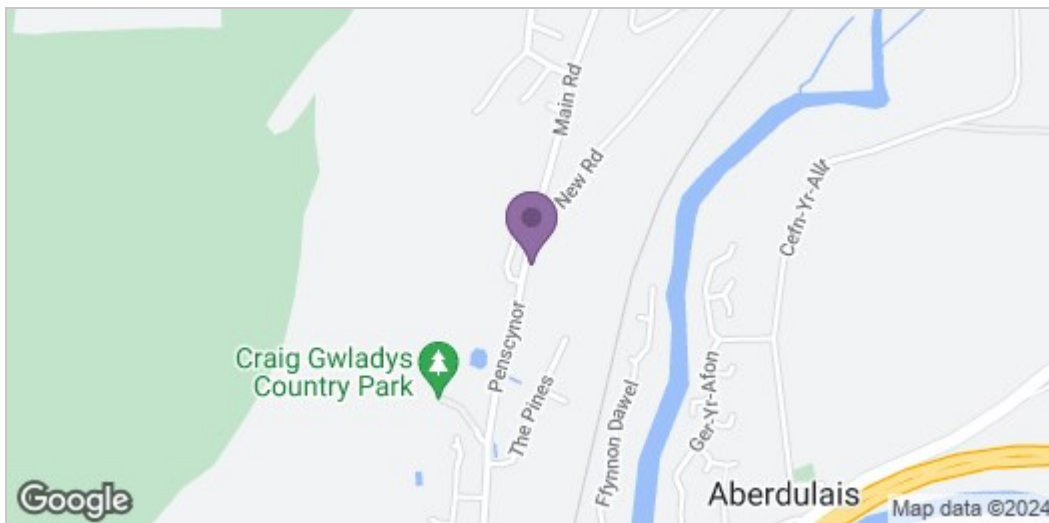 Main Rd
New Rd
Cefn-Yr-Allt
Penscynor
Craig Gwladys
Country Park
The Pines
Ffynnon Dawel
Ger-Yr-Afon
Aberdulais
Google
Map data ©2024